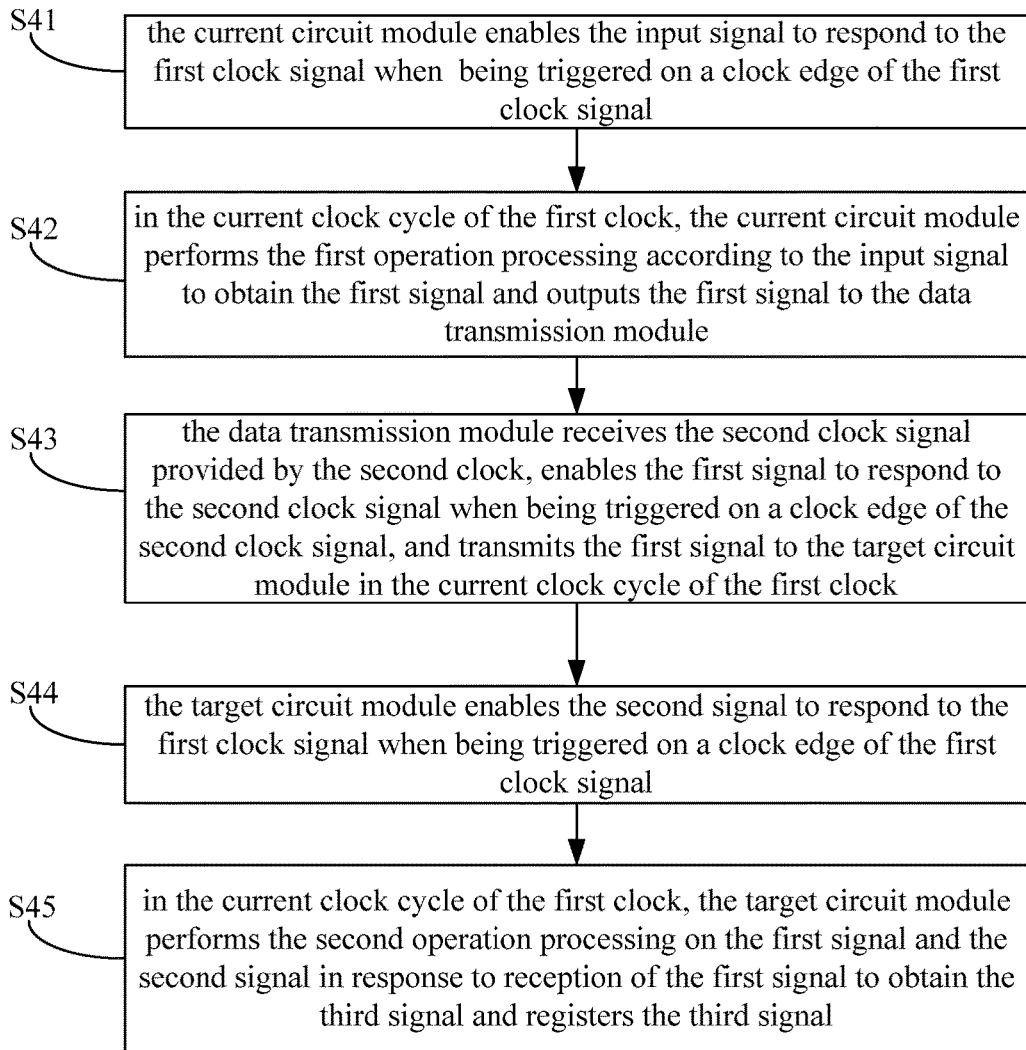 S41
the current circuit module enables the input signal to respond to the
first clock signal when being triggered on a clock edge of the first
clock signal
S42
in the current clock cycle of the first clock, the current circuit module
performs the first operation processing according to the input signal
to obtain the first signal and outputs the first signal to the data
transmission module
S43
the data transmission module receives the second clock signal
provided by the second clock, enables the first signal to respond to
the second clock signal when being triggered on a clock edge of the
second clock signal, and transmits the first signal to the target circuit
module in the current clock cycle of the first clock
S44
the target circuit module enables the second signal to respond to the
first clock signal when being triggered on a clock edge of the first
clock signal
S45
in the current clock cycle of the first clock, the target circuit module
performs the second operation processing on the first signal and the
second signal in response to reception of the first signal to obtain the
third signal and registers the third signal